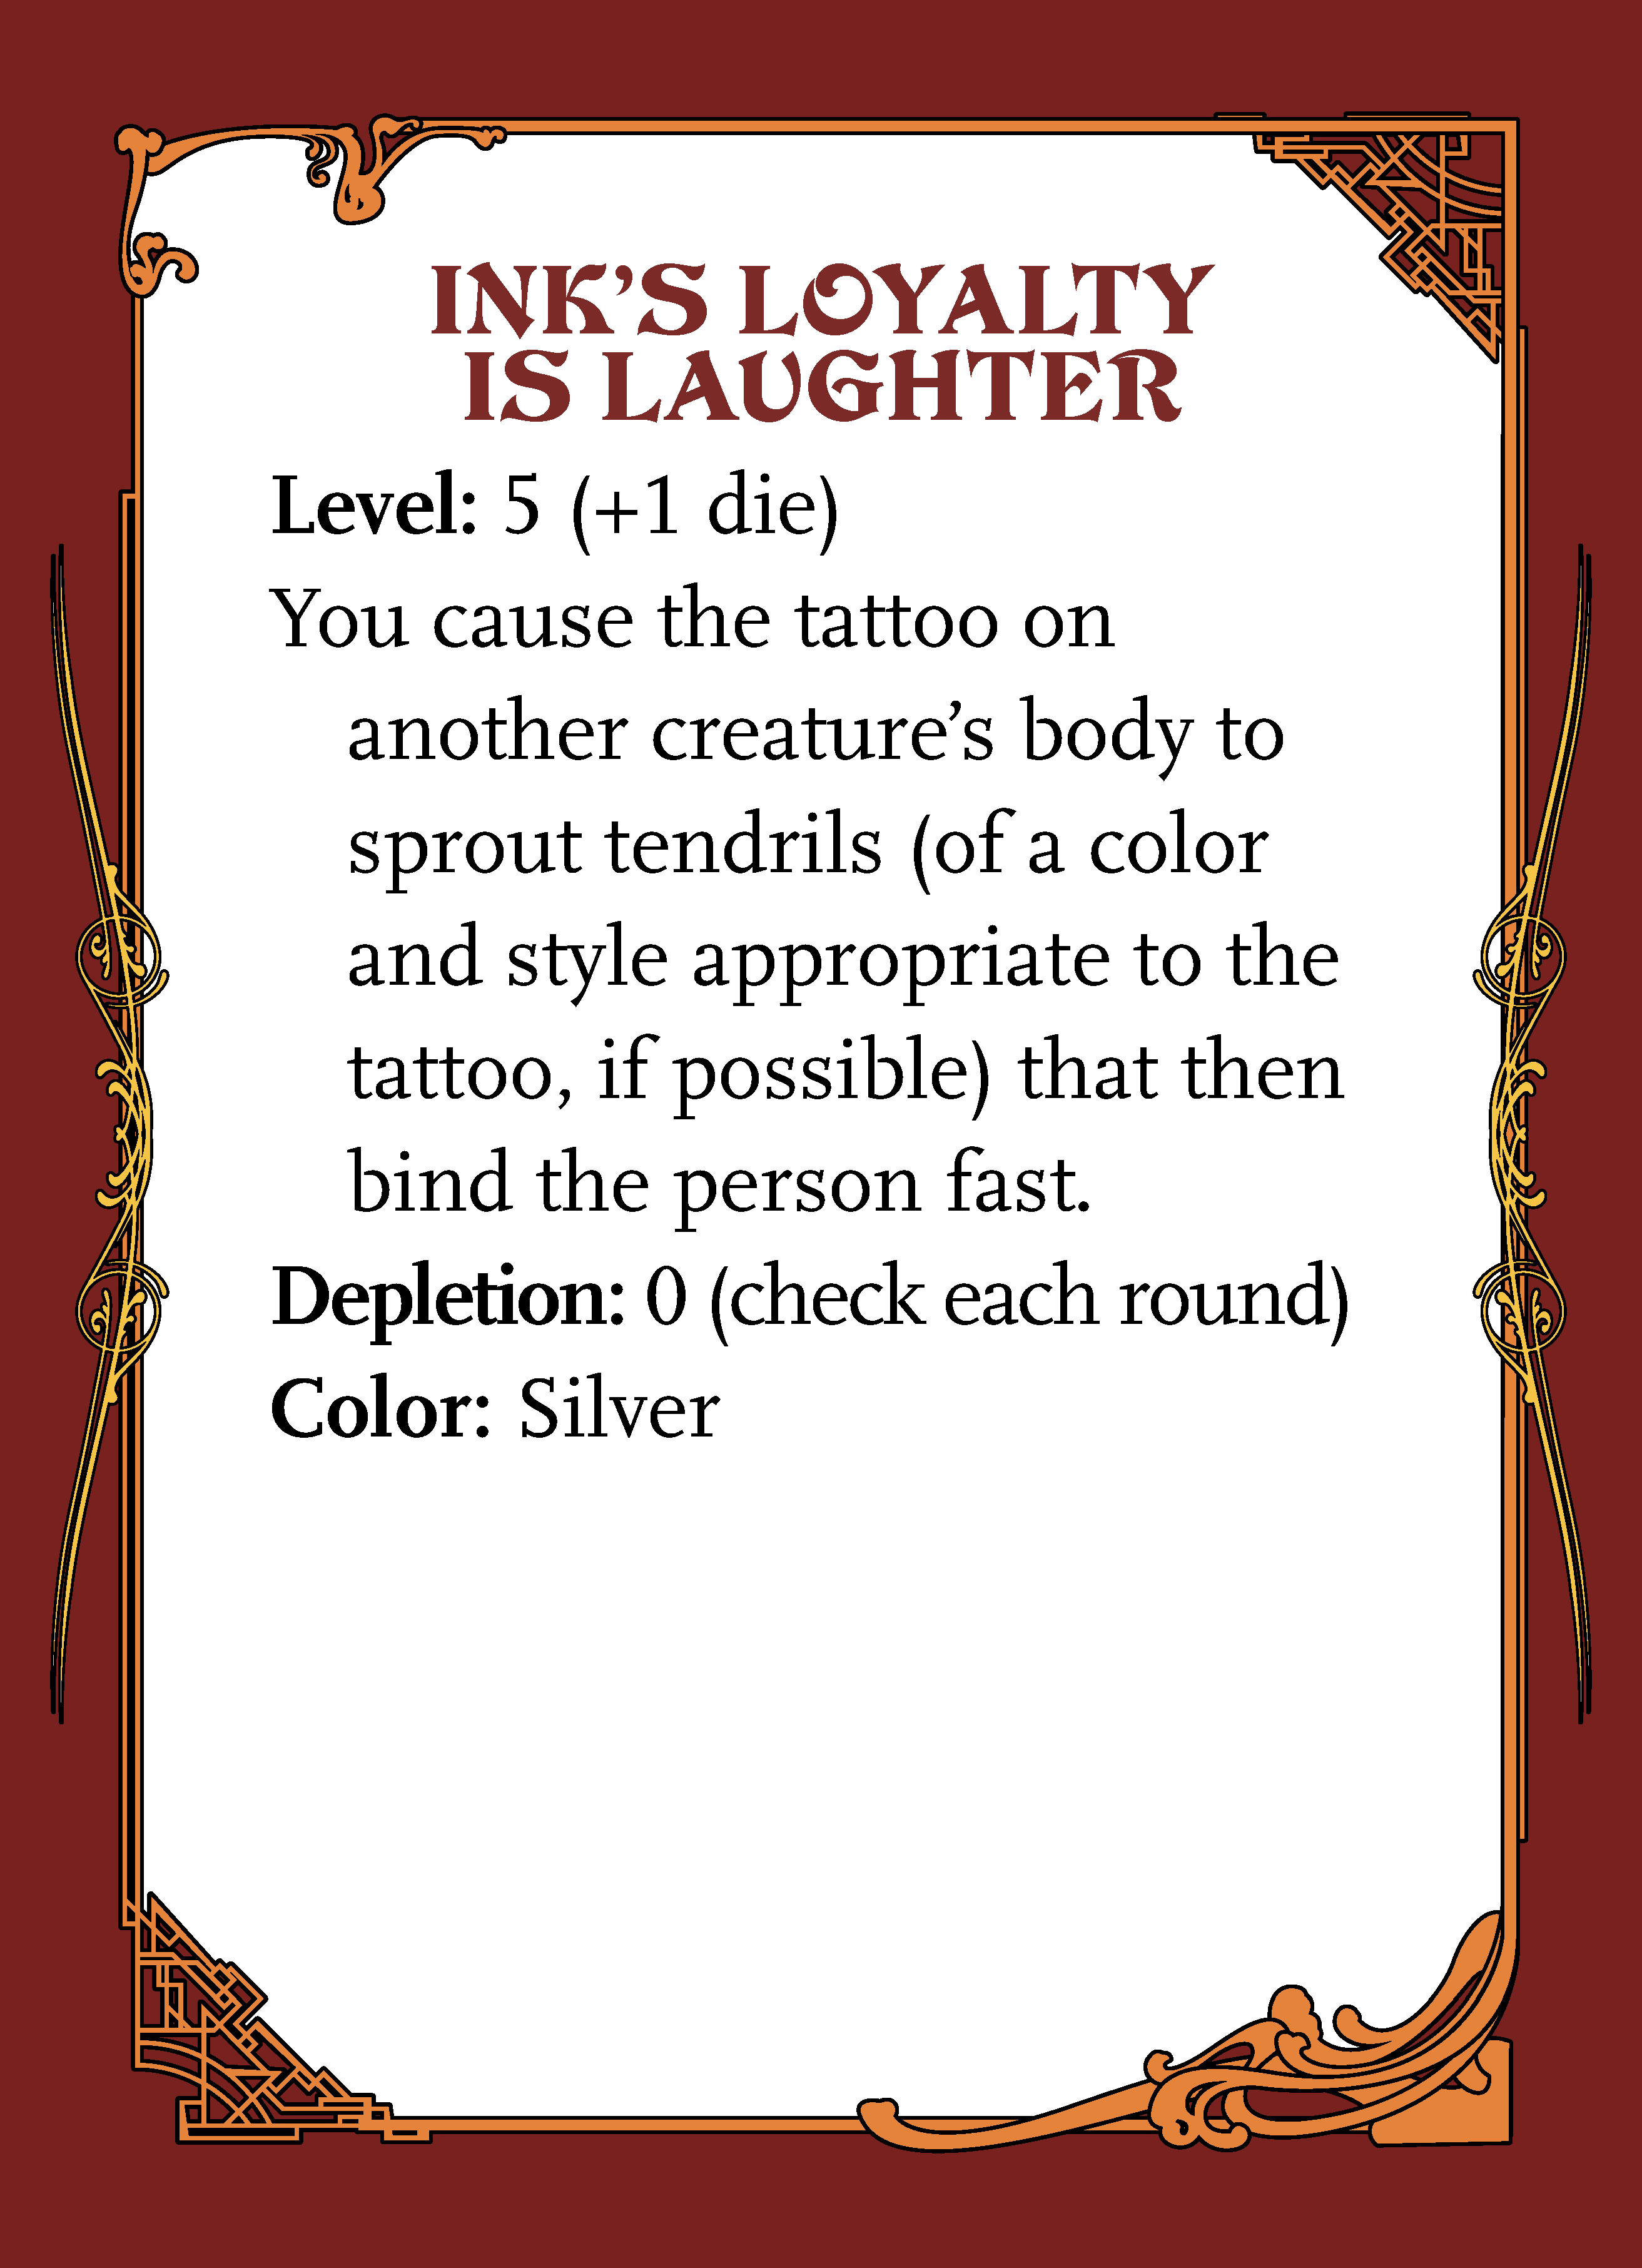 INK’S LOYALTY
IS LAUGHTER
Level: 5 (+1 die)
You cause the tattoo on
another creature’s body to
sprout tendrils (of a color
and style appropriate to the
tattoo, if possible) that then
bind the person fast.
Depletion: 0 (check each round)
Color: Silver